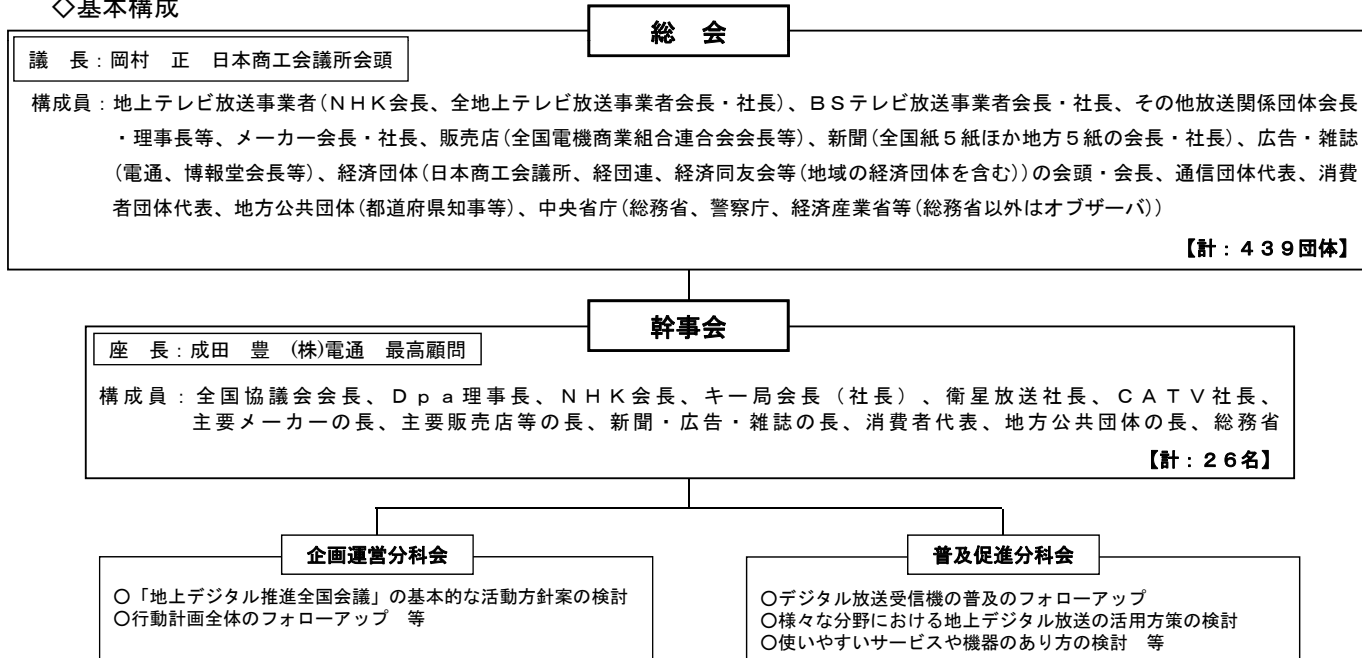 ◇基本構成
総　会
議　長：岡村　正　日本商工会議所会頭
構成員：地上テレビ放送事業者(ＮＨＫ会長、全地上テレビ放送事業者会長・社長)、ＢＳテレビ放送事業者会長・社長、その他放送関係団体会長
・理事長等、メーカー会長・社長、販売店(全国電機商業組合連合会会長等)、新聞(全国紙５紙ほか地方５紙の会長・社長)、広告・雑誌
(電通、博報堂会長等)、経済団体(日本商工会議所、経団連、経済同友会等(地域の経済団体を含む))の会頭・会長、通信団体代表、消費
者団体代表、地方公共団体(都道府県知事等)、中央省庁(総務省、警察庁、経済産業省等(総務省以外はオブザーバ))
【計：４３９団体】
幹事会
座　長：成田　豊　(株)電通　最高顧問
構成員：全国協議会会長、Ｄｐａ理事長、ＮＨＫ会長、キー局会長（社長）、衛星放送社長、ＣＡＴＶ社長、
主要メーカーの長、主要販売店等の長、新聞・広告・雑誌の長、消費者代表、地方公共団体の長、総務省
【計：２６名】
企画運営分科会
○「地上デジタル推進全国会議」の基本的な活動方針案の検討
○行動計画全体のフォローアップ　等
普及促進分科会
○デジタル放送受信機の普及のフォローアップ
○様々な分野における地上デジタル放送の活用方策の検討
○使いやすいサービスや機器のあり方の検討　等